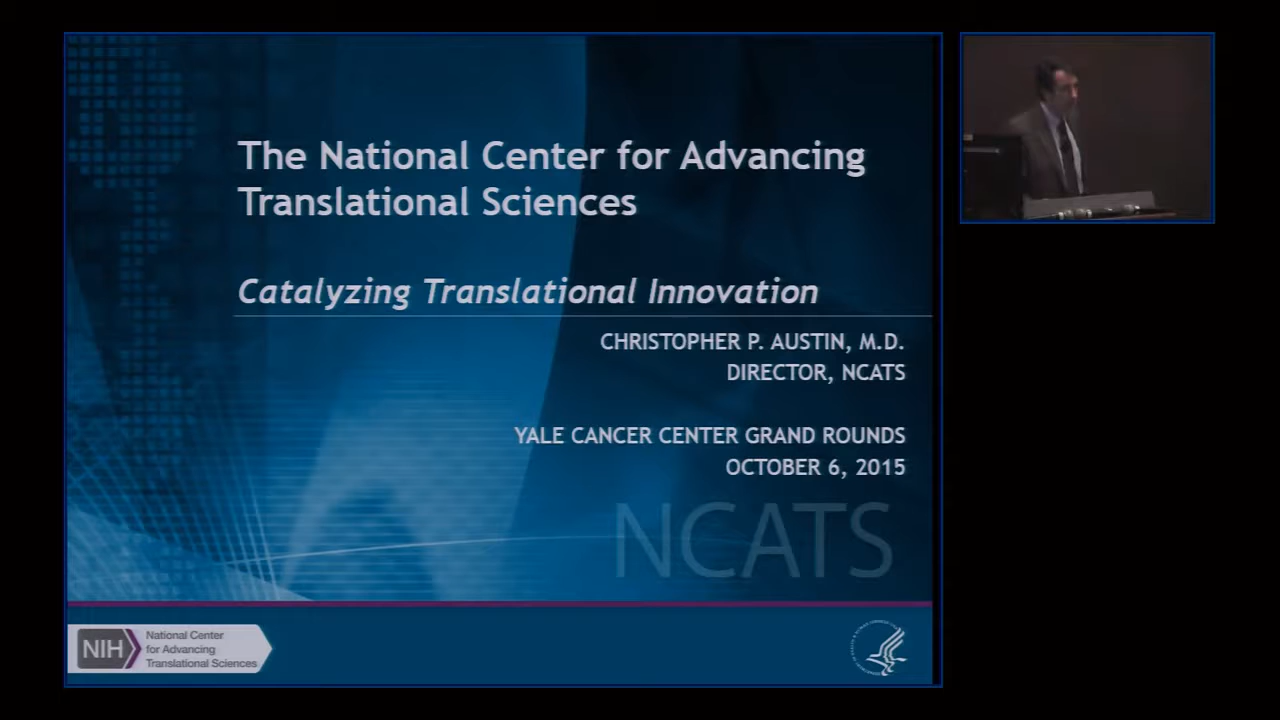 The National Center for Advancing
Translational Sciences
Catalyzing Translational Innovation
CHRISTOPHER P. AUSTIN, M.D.
DIRECTOR, NCATS
YALE CANCER CENTER GRAND ROUNDS
OCTOBER 6, 2015
NCATS
NIH
National Center
for Advancing
Translational Sciences